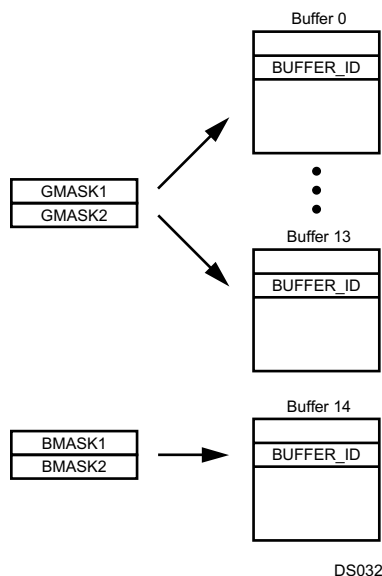 Buffer 0
BUFFER_ID
GMASK1
GMASK2
Buffer 13
BUFFER_ID
Buffer 14
BMASK1
BUFFER_ID
BMASK2
DS032